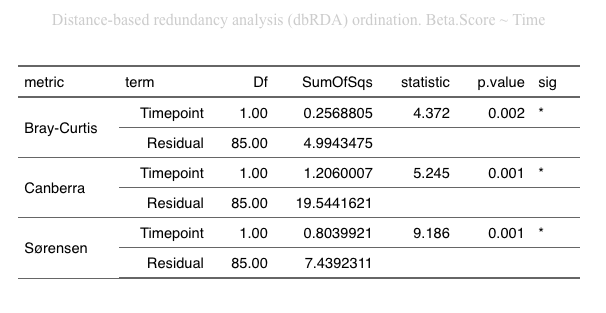 Distance-based redundancy analysis (dbRDA) ordination. Beta.Score ~ Time
metric term Df SumOfSqs statistic p.value sig
Bray-Curtis Timepoint 1.00 0.2568805 4.372 0.002 *
Residual 85.00 4.9943475
Canberra Timepoint 1.00 1.2060007 5.245 0.001 *
Residual 85.00 19.5441621
Sørensen Timepoint 1.00 0.8039921 9.186 0.001 *
Residual 85.00 7.4392311